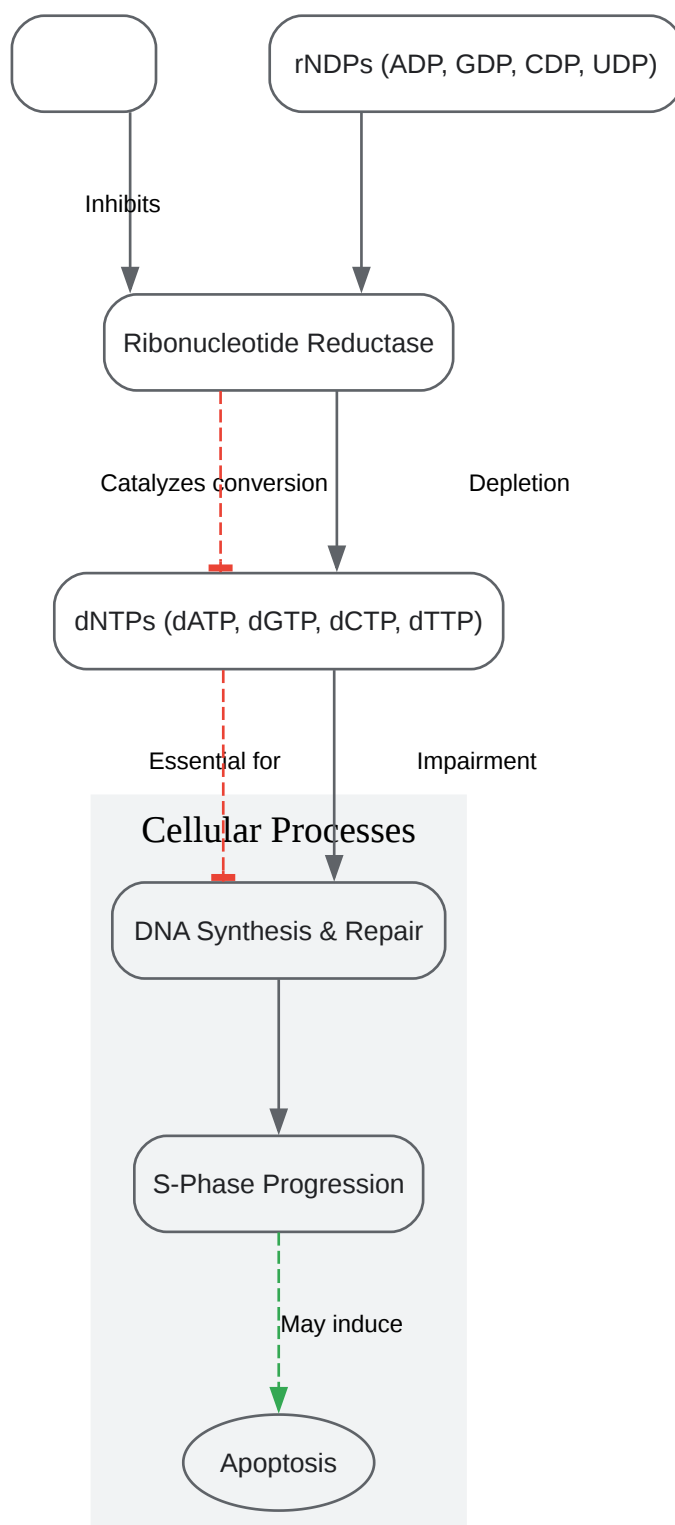 rNDPs (ADP, GDP, CDP, UDP)
Inhibits
Ribonucleotide Reductase
Catalyzes conversion
Depletion
dNTPs (dATP, dGTP, dCTP, dTTP)
Essential for
Impairment
Cellular Processes
DNA Synthesis & Repair
S-Phase Progression
May induce
Apoptosis